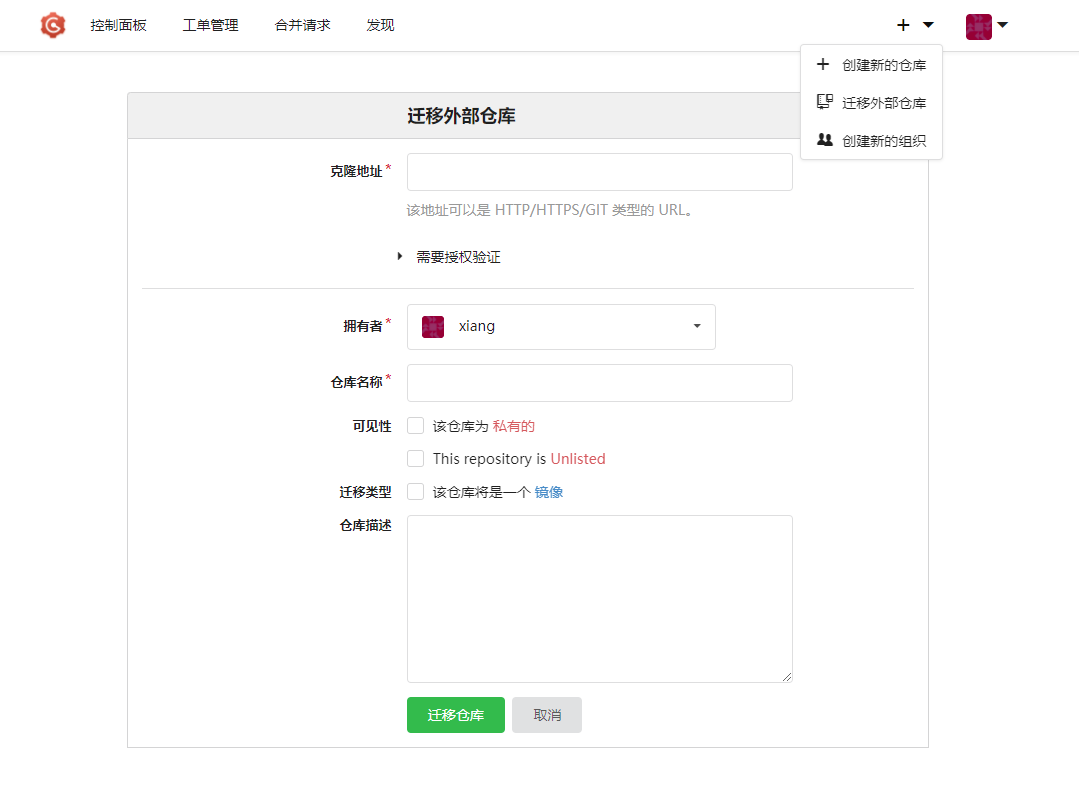 控制面板 工单管理 合并请求 发现
创建新的仓库
迁移外部仓库
创建新的组织
迁移外部仓库
克隆地址*
该地址可以是 HTTP/HTTPS/GIT 类型的 URL。
需要授权验证
拥有者* xiang
仓库名称*
可见性 该仓库为 私有的
This repository is Unlisted
迁移类型 该仓库将是一个 镜像
仓库描述
迁移仓库 取消